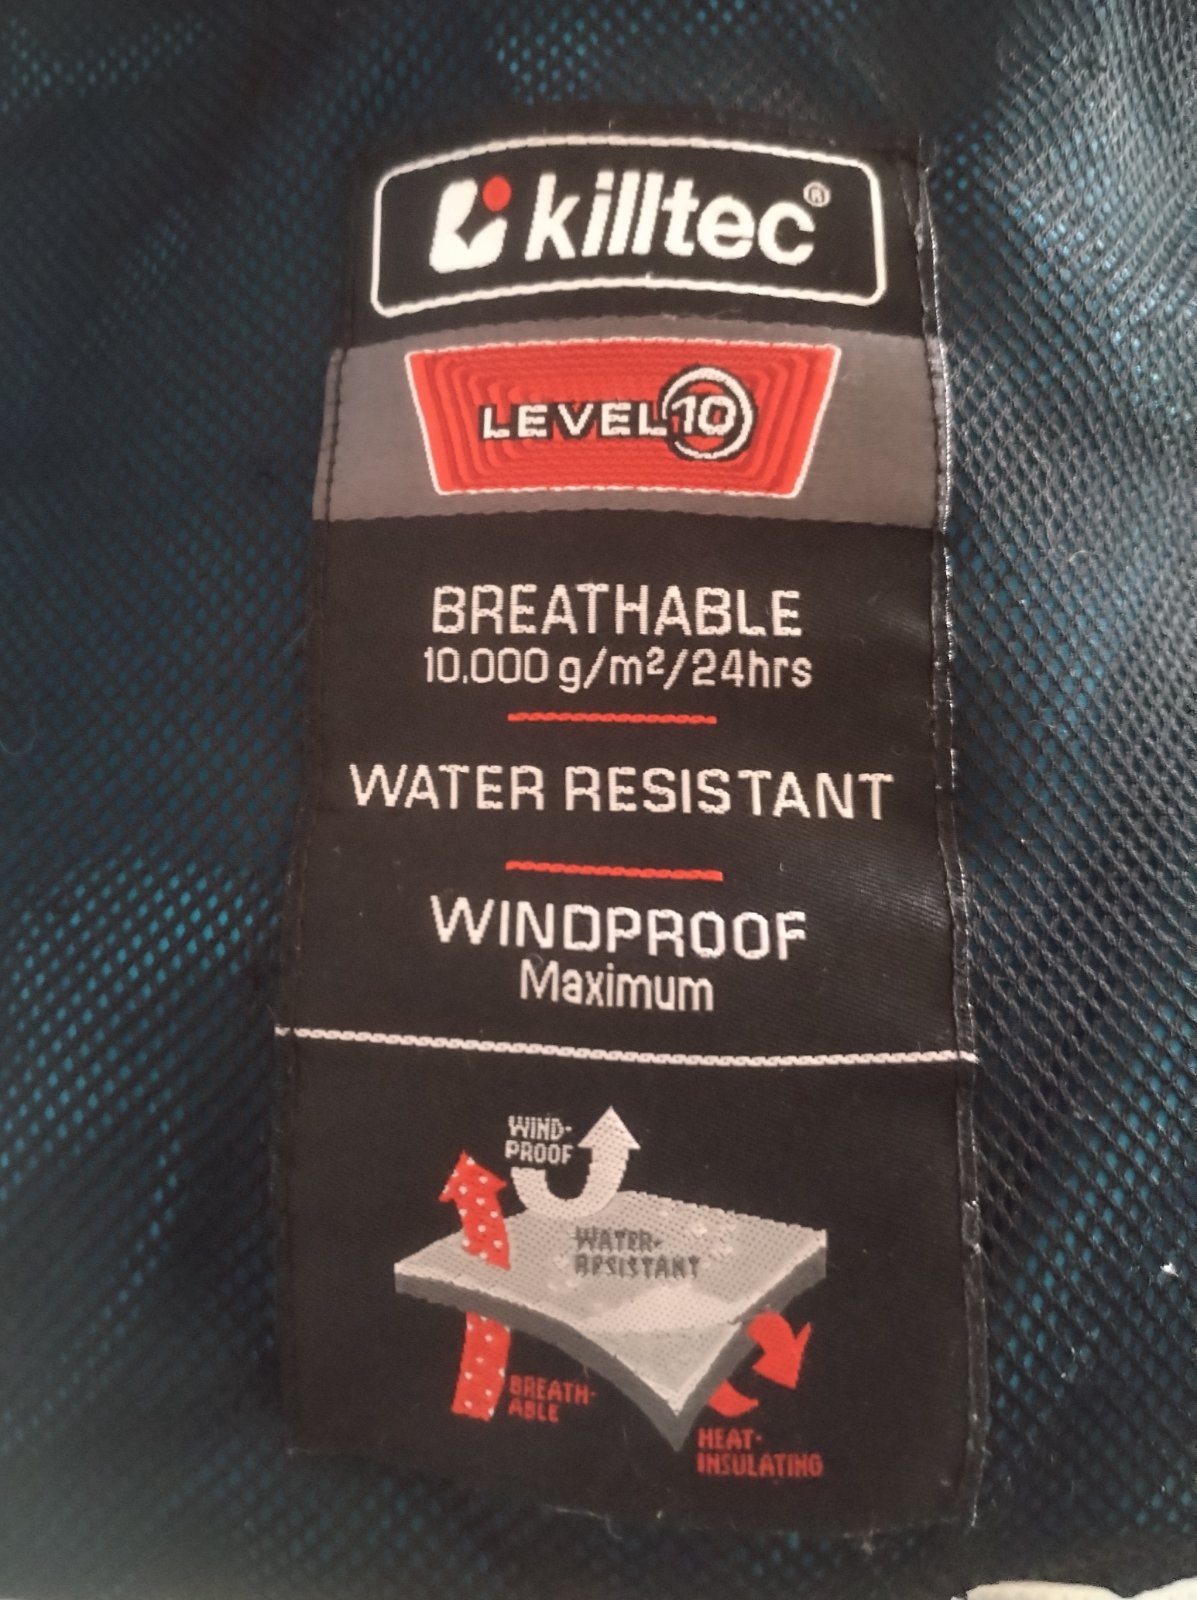 killtec®
LEVEL 10
BREATHABLE
10.000 g/m²/24hrs
WATER RESISTANT
WINDPROOF
Maximum
WIND-
PROOF
WATER-
RESISTANT
BREATH-
ABLE
HEAT-
INSULATING